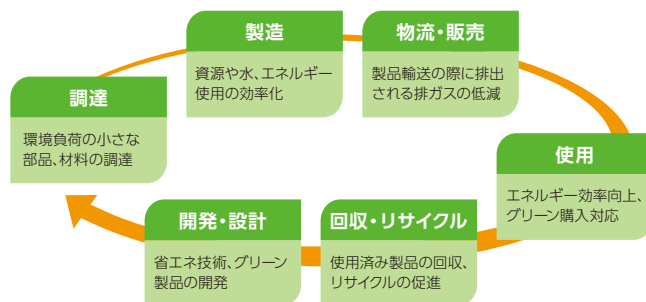 製造
資源や水、エネルギー
使用の効率化
物流・販売
製品輸送の際に排出
される排ガスの低減
調達
環境負荷の小さな
部品、材料の調達
使用
エネルギー効率向上、
グリーン購入対応
開発・設計
省エネ技術、グリーン
製品の開発
回収・リサイクル
使用済み製品の回収、
リサイクルの促進